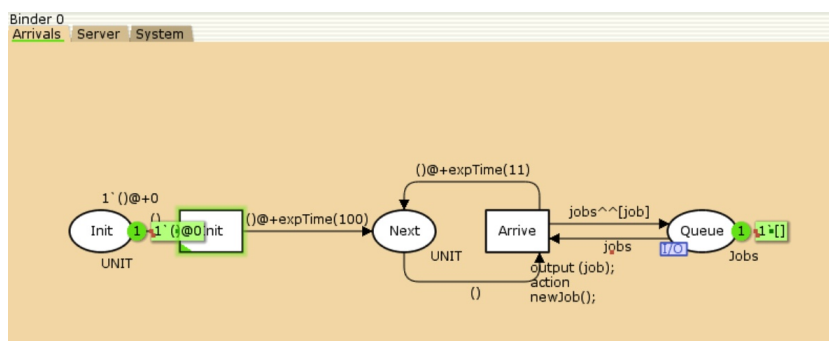 Binder 0
Arrivals Server System
()@+expTime(11)
1`()@+0
()
jobs^^[job]
()@+expTime(100)
Init 1 1`()@0 nit Next Arrive Queue 1 1`[]
jobs
I/O
UNIT UNIT Jobs
output (job);
action
newJob();
()